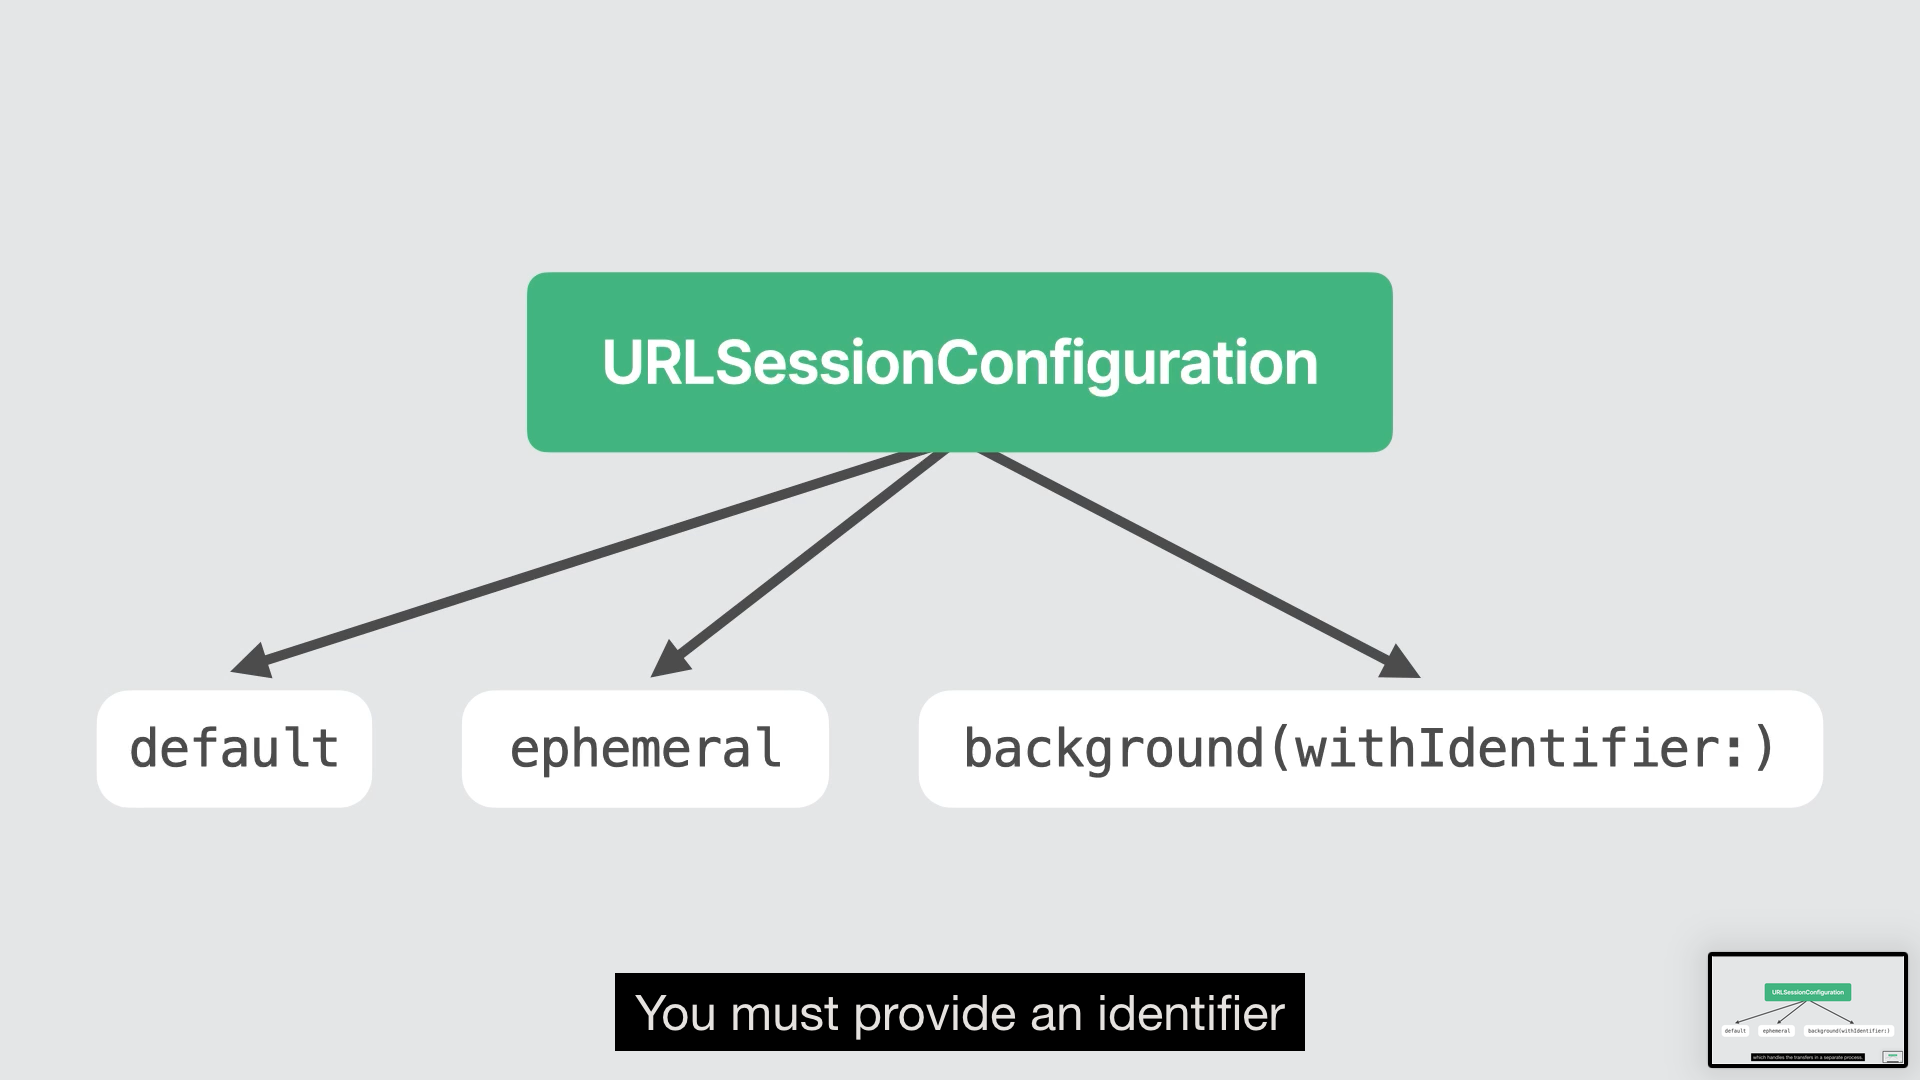 URLSessionConfiguration
default
ephemeral
background(withIdentifier:)
You must provide an identifier
URLSessionConfiguration
default
ephemeral
background(withIdentifier:)
which handles the transfers in a separate process.